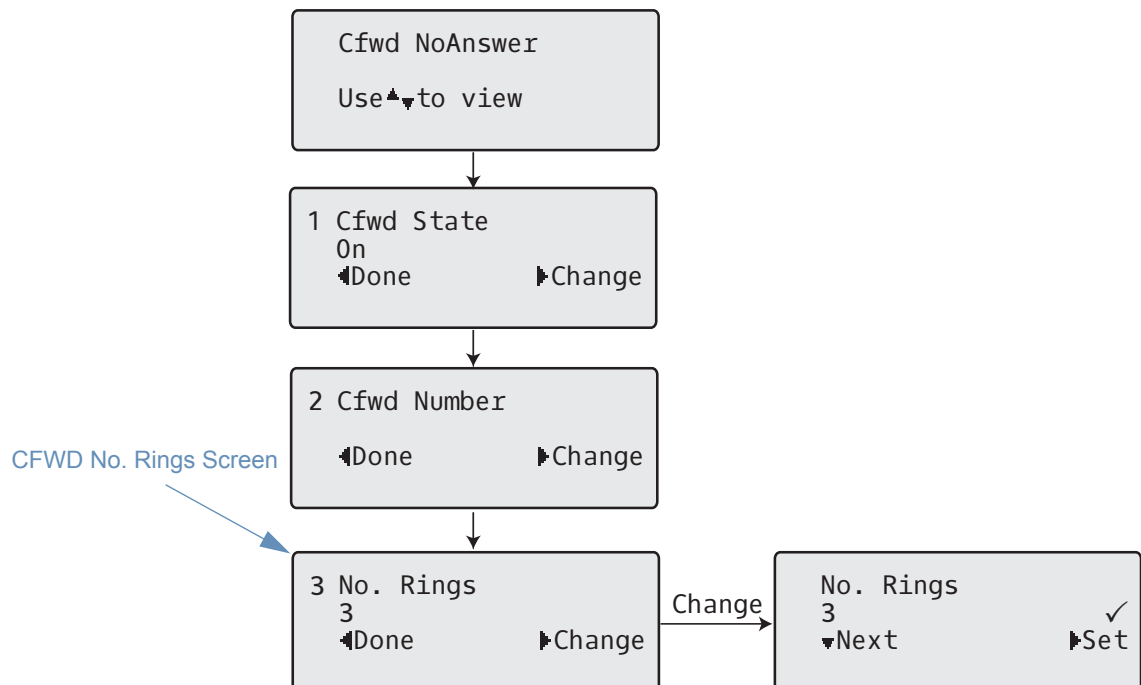 Cfwd NoAnswer
Use▲▼to view
1 Cfwd State
On
◀Done ▶Change
2 Cfwd Number
◀Done ▶Change
CFWD No. Rings Screen
3 No. Rings
3
◀Done ▶Change
Change
No. Rings
3 ✓
▼Next ▶Set